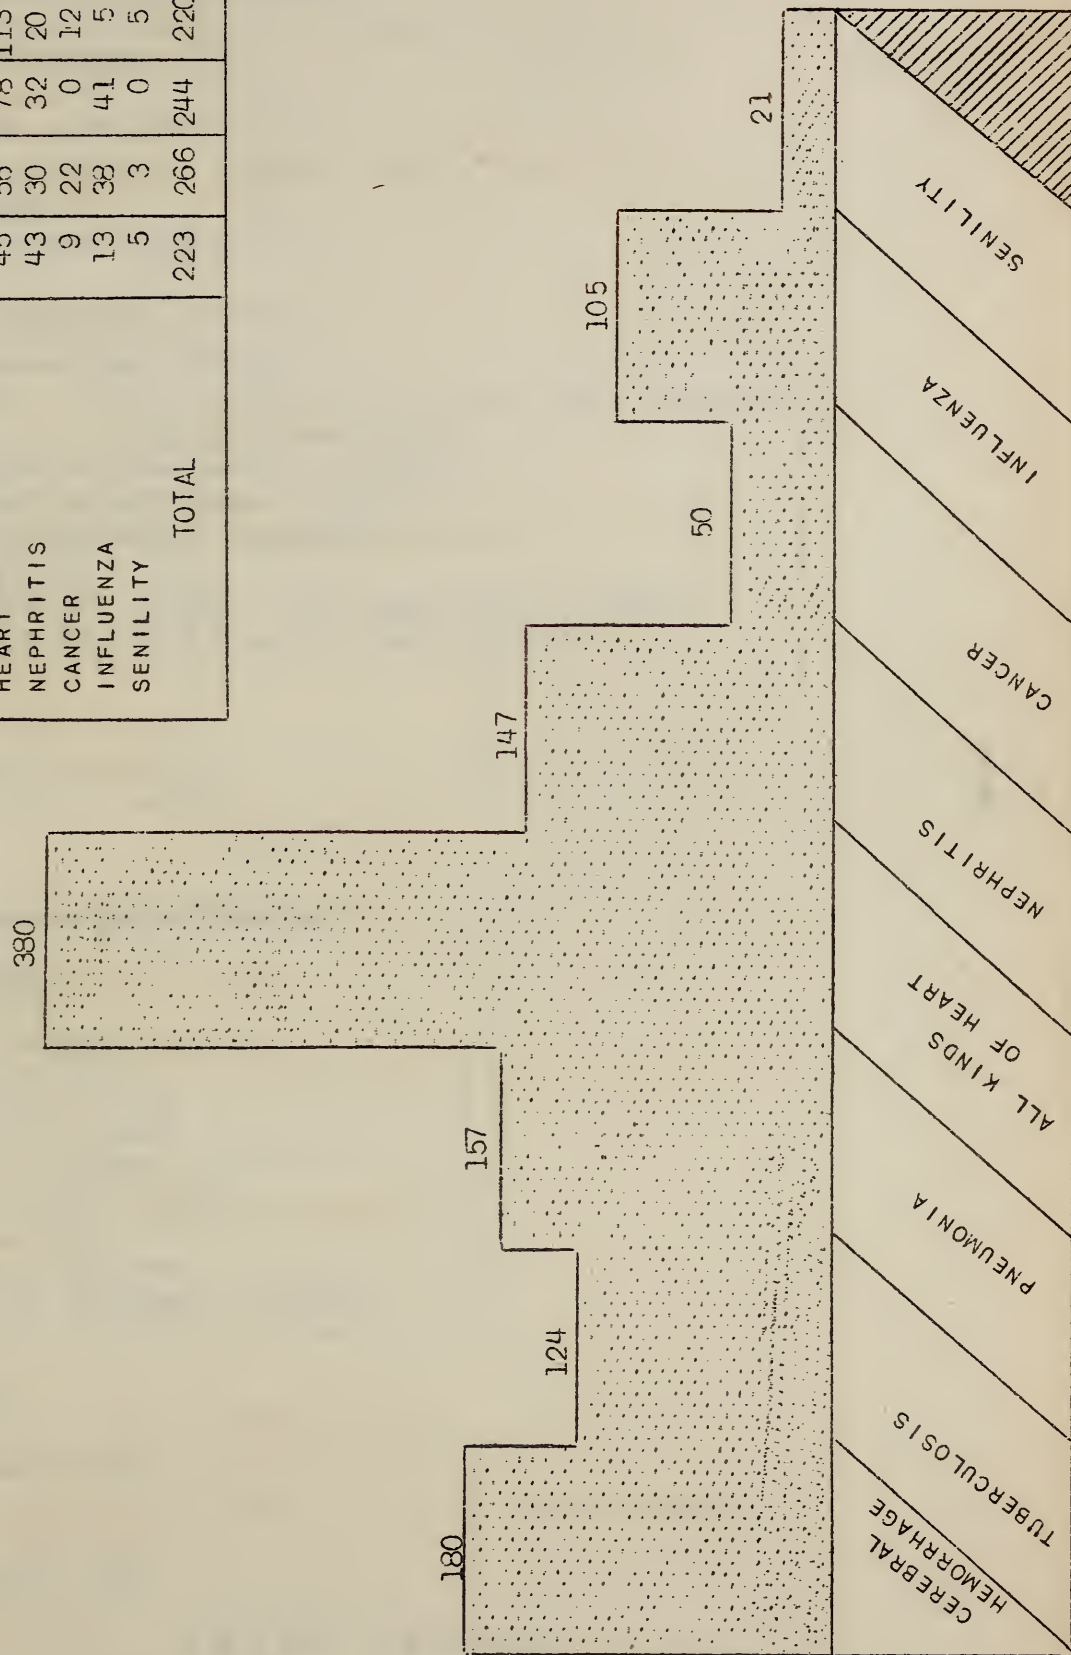 HEART
NEPHRITIS 43 30 32 20
CANCER 9 22 0 12
INFLUENZA 13 38 41 5
SENILITY 5 3 0 5
TOTAL 223 266 244 220
180
124
157
380
147
50
105
21
CEREBRAL
HEMORRHAGE
TUBERCULOSIS
PNEUMONIA
ALL KINDS
OF HEART
NEPHRITIS
CANCER
INFLUENZA
SENILITY